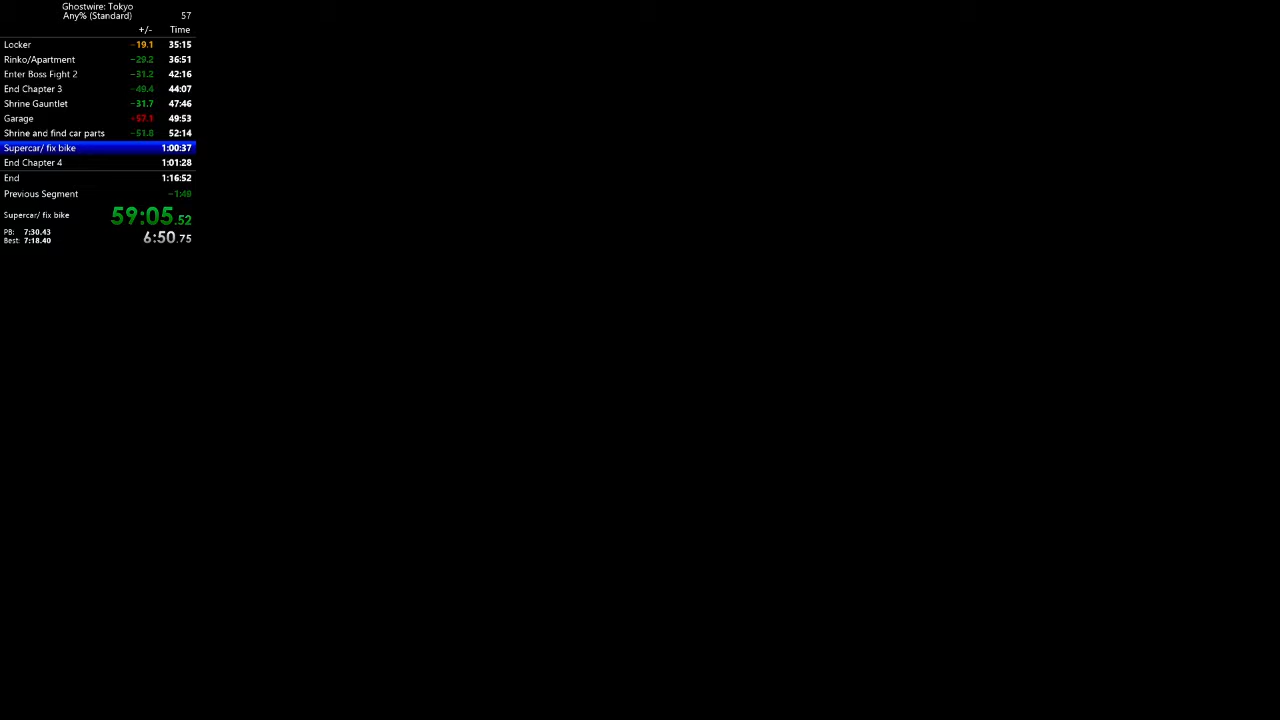 Ghostwire: Tokyo
Any% (Standard) 57
+/- Time
Locker −19.1 35:15
Rinko/Apartment −29.2 36:51
Enter Boss Fight 2 −31.2 42:16
End Chapter 3 −49.4 44:07
Shrine Gauntlet −31.7 47:46
Garage +57.1 49:53
Shrine and find car parts −51.8 52:14
Supercar/ fix bike 1:00:37
End Chapter 4 1:01:28
End 1:16:52
Previous Segment −1:49
Supercar/ fix bike 59:05.52
PB: 7:30.43
Best: 7:18.40 6:50.75